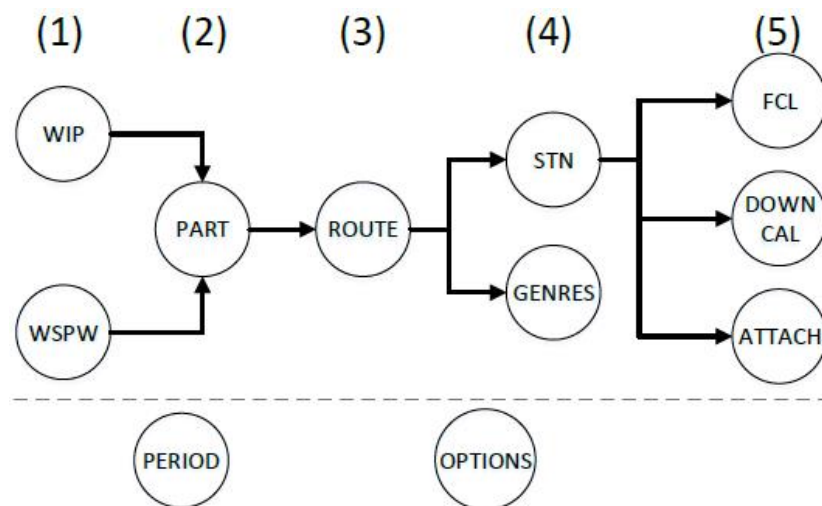 (1) (2) (3) (4) (5)
WIP
WSPW
PART
ROUTE
STN
GENRES
FCL
DOWN
CAL
ATTACH
PERIOD
OPTIONS